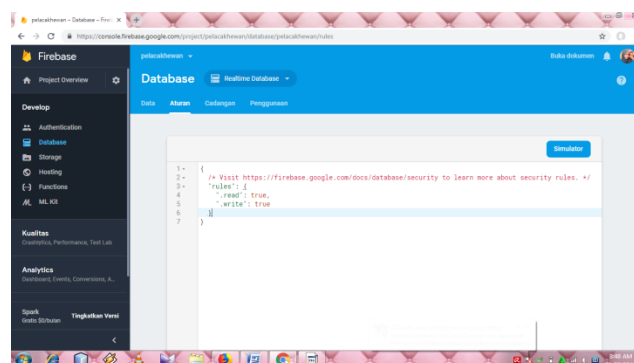 pelacakhewan – Database – Fire
https://console.firebase.google.com/project/pelacakhewan/database/pelacakhewan/rules
Firebase
pelacakhewan
Buka dokumen
Project Overview
Database
Realtime Database
Data
Aturan
Cadangan
Penggunaan
Develop
Authentication
Database
Storage
Hosting
Functions
ML Kit
Kualitas
Crashlytics, Performance, Test Lab
Analytics
Dashboard, Events, Conversions, A..
Spark
Gratis $0/bulan
Tingkatkan Versi
Simulator
1 {
2 /* Visit https://firebase.google.com/docs/database/security to learn more about security rules. */
3 "rules": {
4 ".read": true,
5 ".write": true
6 }
7 }
8:48 AM